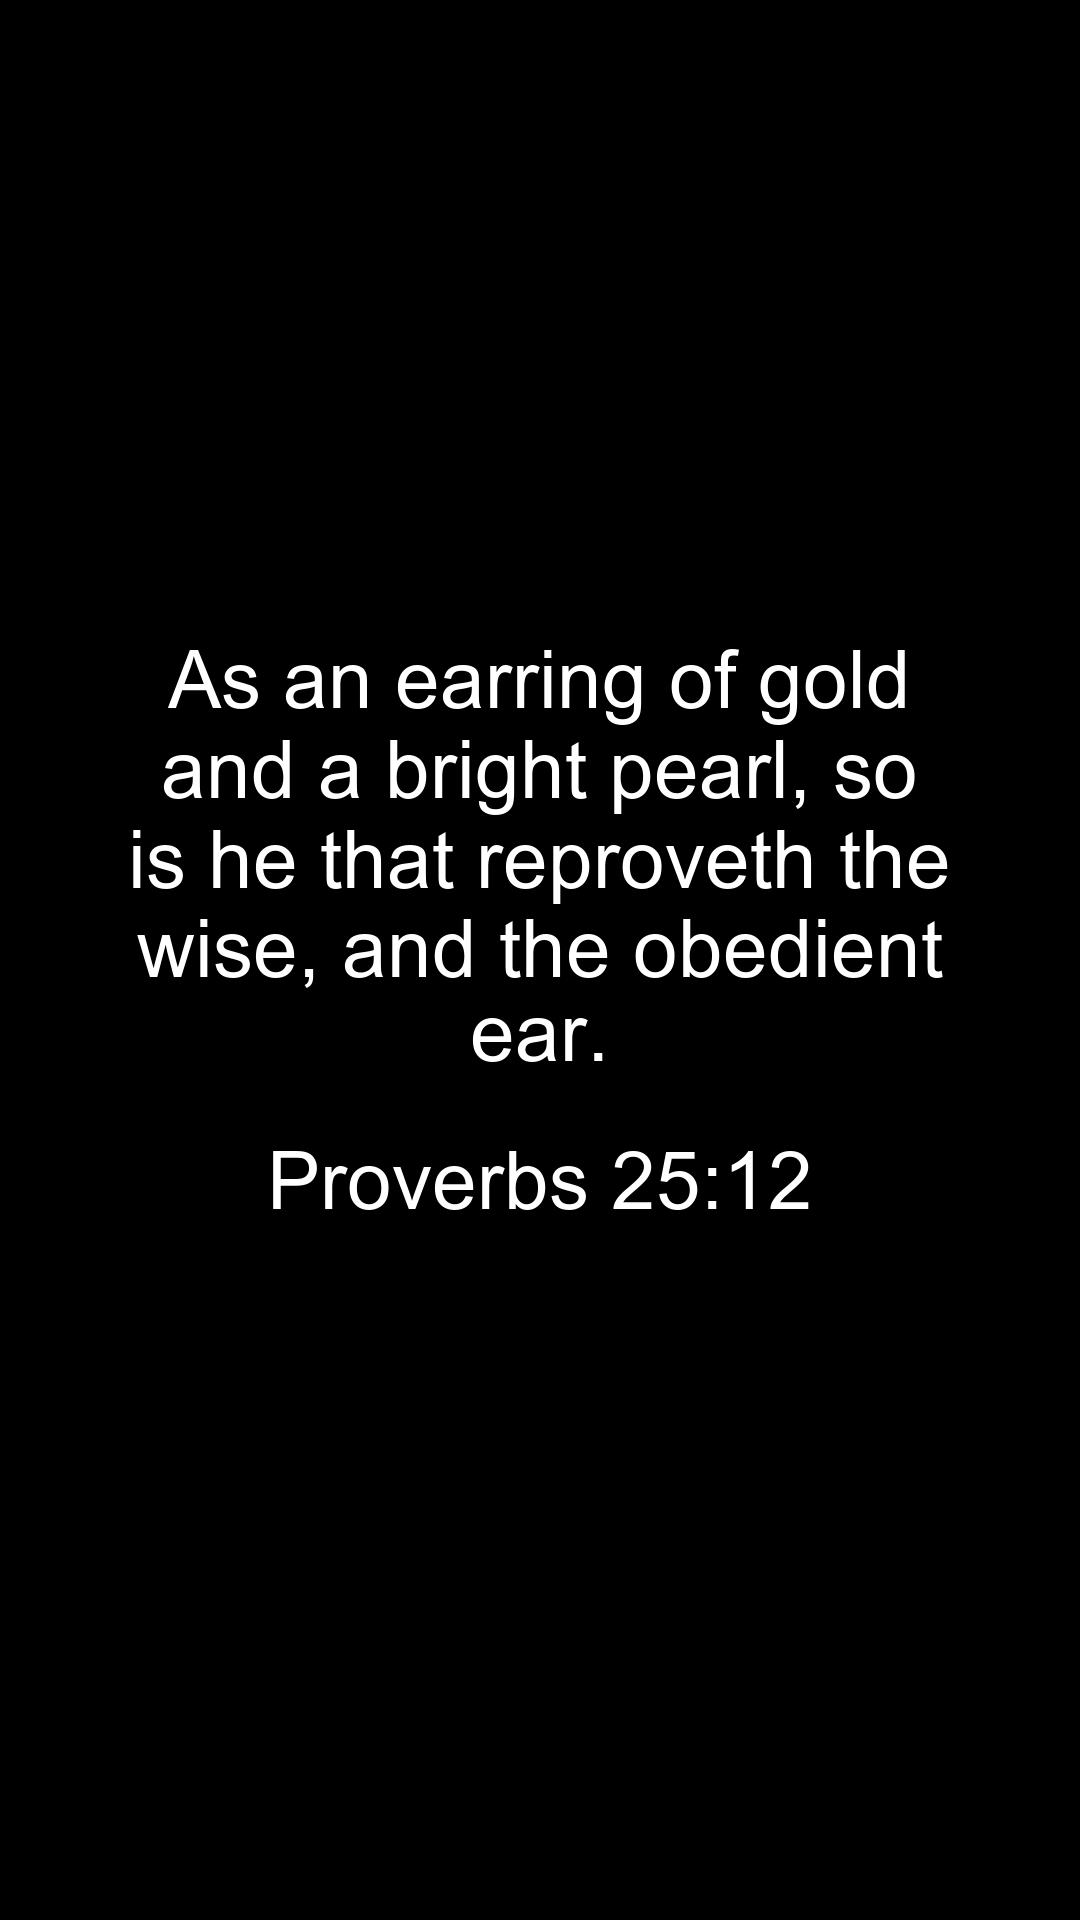 As an earring of gold
and a bright pearl, so
is he that reproveth the
wise, and the obedient
ear.
Proverbs 25:12